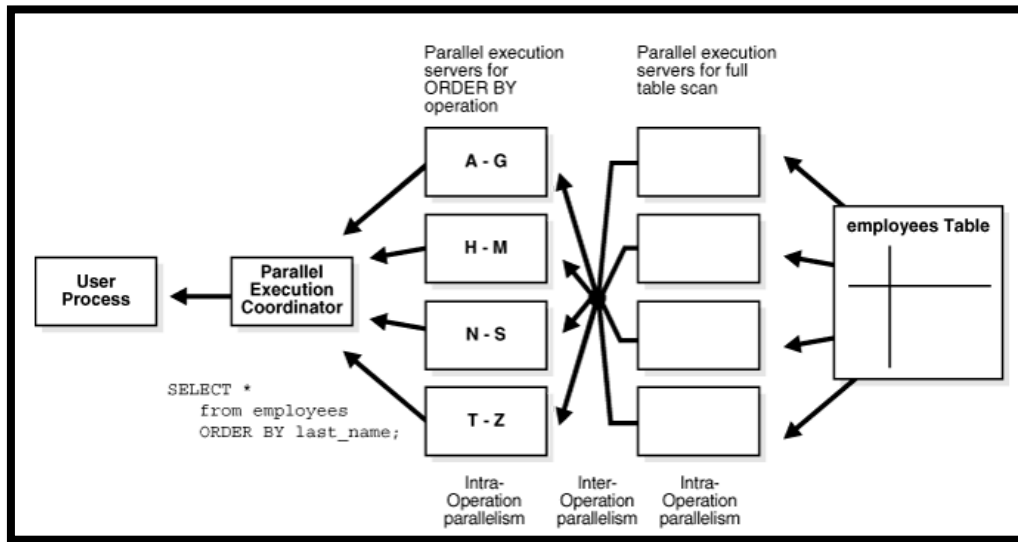 Parallel execution
servers for
ORDER BY
operation
Parallel execution
servers for full
table scan
A - G
H - M
N - S
T - Z
employees Table
User
Process
Parallel
Execution
Coordinator
SELECT *
from employees
ORDER BY last_name;
Intra-
Operation
parallelism
Inter-
Operation
parallelism
Intra-
Operation
parallelism